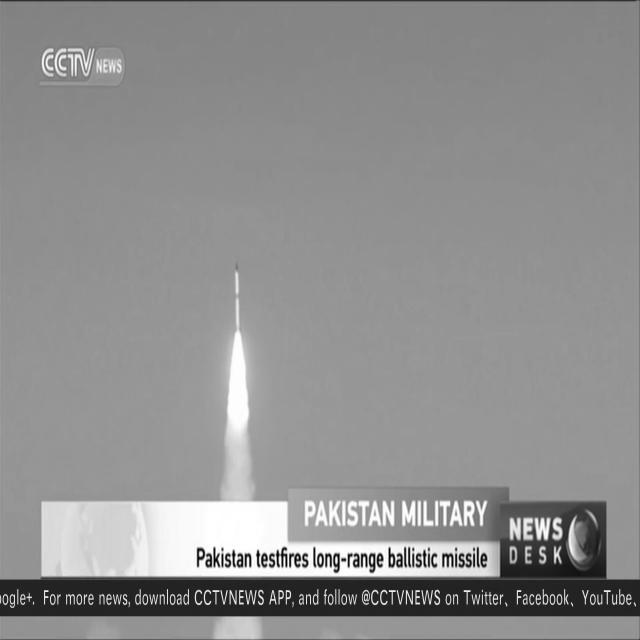 CCTV NEWS
PAKISTAN MILITARY
Pakistan testfires long-range ballistic missile
NEWS
DESK
ogle+. For more news, download CCTVNEWS APP, and follow @CCTVNEWS on Twitter、Facebook、YouTube、